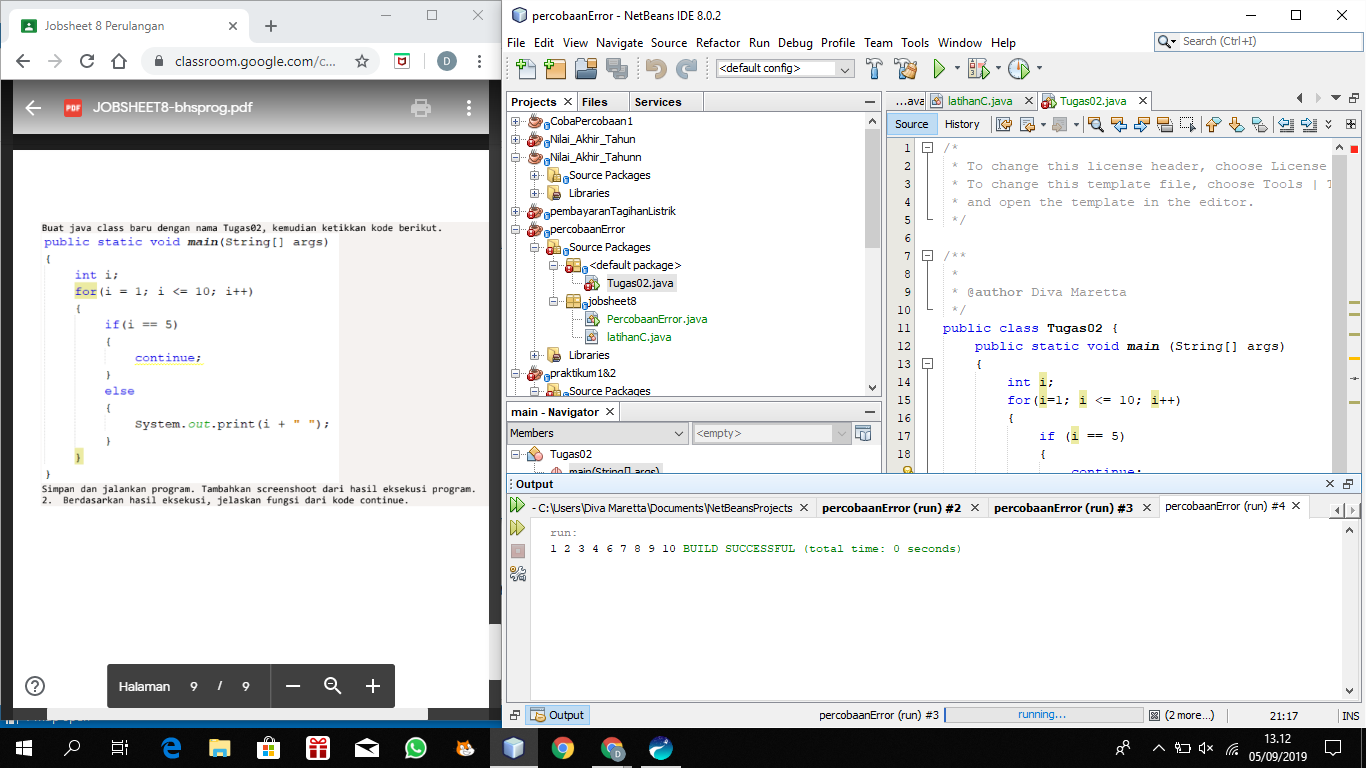 Jobsheet 8 Perulangan
classroom.google.com/c...
D
PDF JOBSHEET8-bhsprog.pdf
Buat java class baru dengan nama Tugas02, kemudian ketikkan kode berikut.
public static void main(String[] args)
{
int i;
for(i = 1; i <= 10; i++)
{
if(i == 5)
{
continue;
}
else
{
System.out.print(i + " ");
}
}
}
Simpan dan jalankan program. Tambahkan screenshoot dari hasil eksekusi program.
2. Berdasarkan hasil eksekusi, jelaskan fungsi dari kode continue.
Halaman 9 / 9
percobaanError - NetBeans IDE 8.0.2
File Edit View Navigate Source Refactor Run Debug Profile Team Tools Window Help
Search (Ctrl+I)
<default config>
Projects Files Services
CobaPercobaan1
Nilai_Akhir_Tahun
Nilai_Akhir_Tahunn
Source Packages
Libraries
pembayaranTagihanListrik
percobaanError
Source Packages
<default package>
Tugas02.java
jobsheet8
PercobaanError.java
latihanC.java
Libraries
praktikum1&2
Source Packages
main - Navigator
Members <empty>
Tugas02
main(String[] args)
...ava latihanC.java Tugas02.java
Source History
1 /*
2 * To change this license header, choose License
3 * To change this template file, choose Tools | T
4 * and open the template in the editor.
5 */
6
7 /**
8 *
9 * @author Diva Maretta
10 */
11 public class Tugas02 {
12 public static void main (String[] args)
13 {
14 int i;
15 for(i=1; i <= 10; i++)
16 {
17 if (i == 5)
18 {
continue;
Output
- C:\Users\Diva Maretta\Documents\NetBeansProjects percobaanError (run) #2 percobaanError (run) #3 percobaanError (run) #4
run:
1 2 3 4 6 7 8 9 10 BUILD SUCCESSFUL (total time: 0 seconds)
Output
percobaanError (run) #3 running... (2 more...) 21:17 INS
13.12
05/09/2019